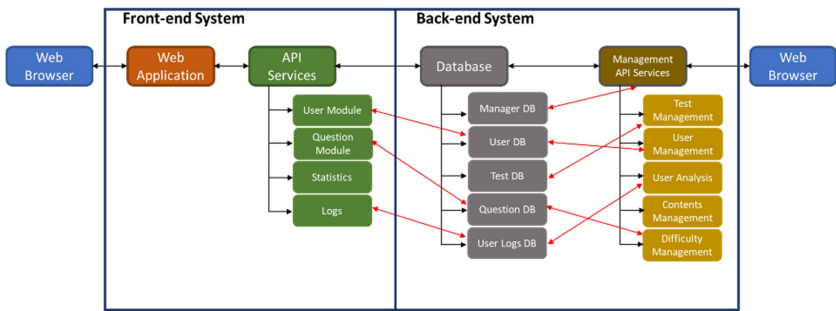 Front-end System
Back-end System
Web
Browser
Web
Application
API
Services
Database
Management
API Services
Web
Browser
User Module
Question
Module
Statistics
Logs
Manager DB
User DB
Test DB
Question DB
User Logs DB
Test
Management
User
Management
User Analysis
Contents
Management
Difficulty
Management